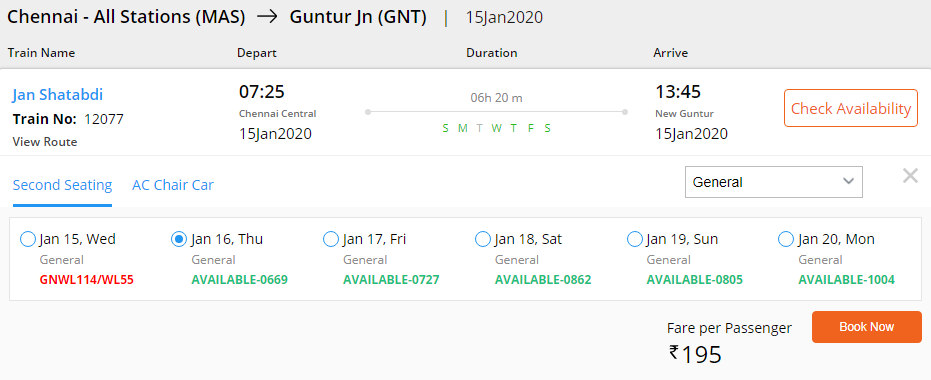 Chennai - All Stations (MAS) → Guntur Jn (GNT) | 15Jan2020
Train Name Depart Duration Arrive
Jan Shatabdi 07:25 06h 20 m 13:45 Check Availability
Train No: 12077 Chennai Central S M T W T F S New Guntur
View Route 15Jan2020 15Jan2020
Second Seating AC Chair Car General
Jan 15, Wed Jan 16, Thu Jan 17, Fri Jan 18, Sat Jan 19, Sun Jan 20, Mon
General General General General General General
GNWL114/WL55 AVAILABLE-0669 AVAILABLE-0727 AVAILABLE-0862 AVAILABLE-0805 AVAILABLE-1004
Fare per Passenger Book Now
₹195